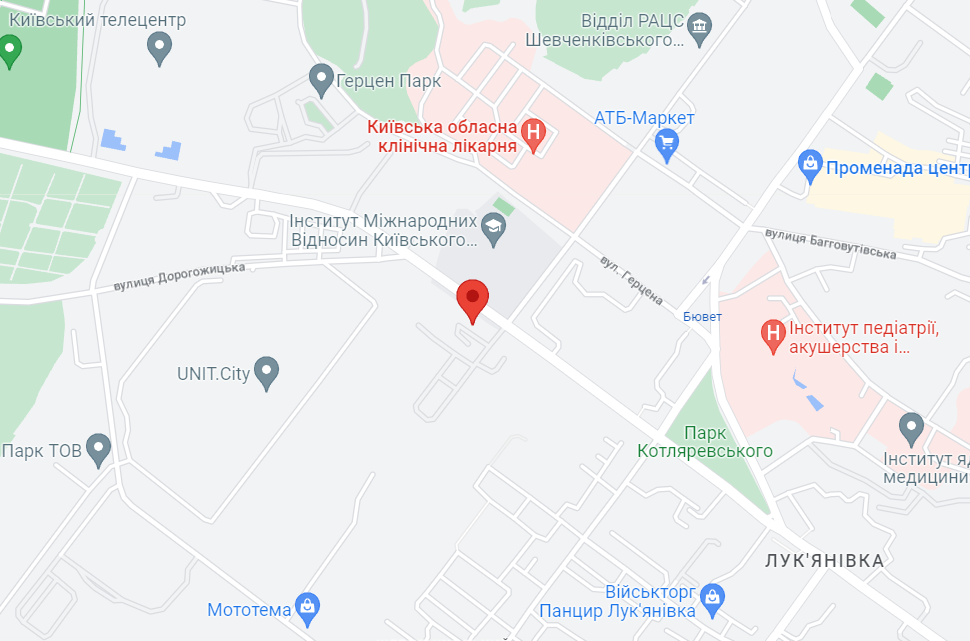 Київський телецентр
Відділ РАЦС
Шевченківського...
Герцен Парк
АТБ-Маркет
Київська обласна
клінічна лікарня
Променада цент
Інститут Міжнародних
Відносин Київського...
вулиця Багговутівська
вулиця Дорогожицька
вул. Герцена
Бювет
Інститут педіатрії,
акушерства і...
UNIT.City
Парк
Котляревського
Парк ТОВ
Інститут яд
медицини
ЛУК'ЯНІВКА
Військторг
Панцир Лук'янівка
Мототема